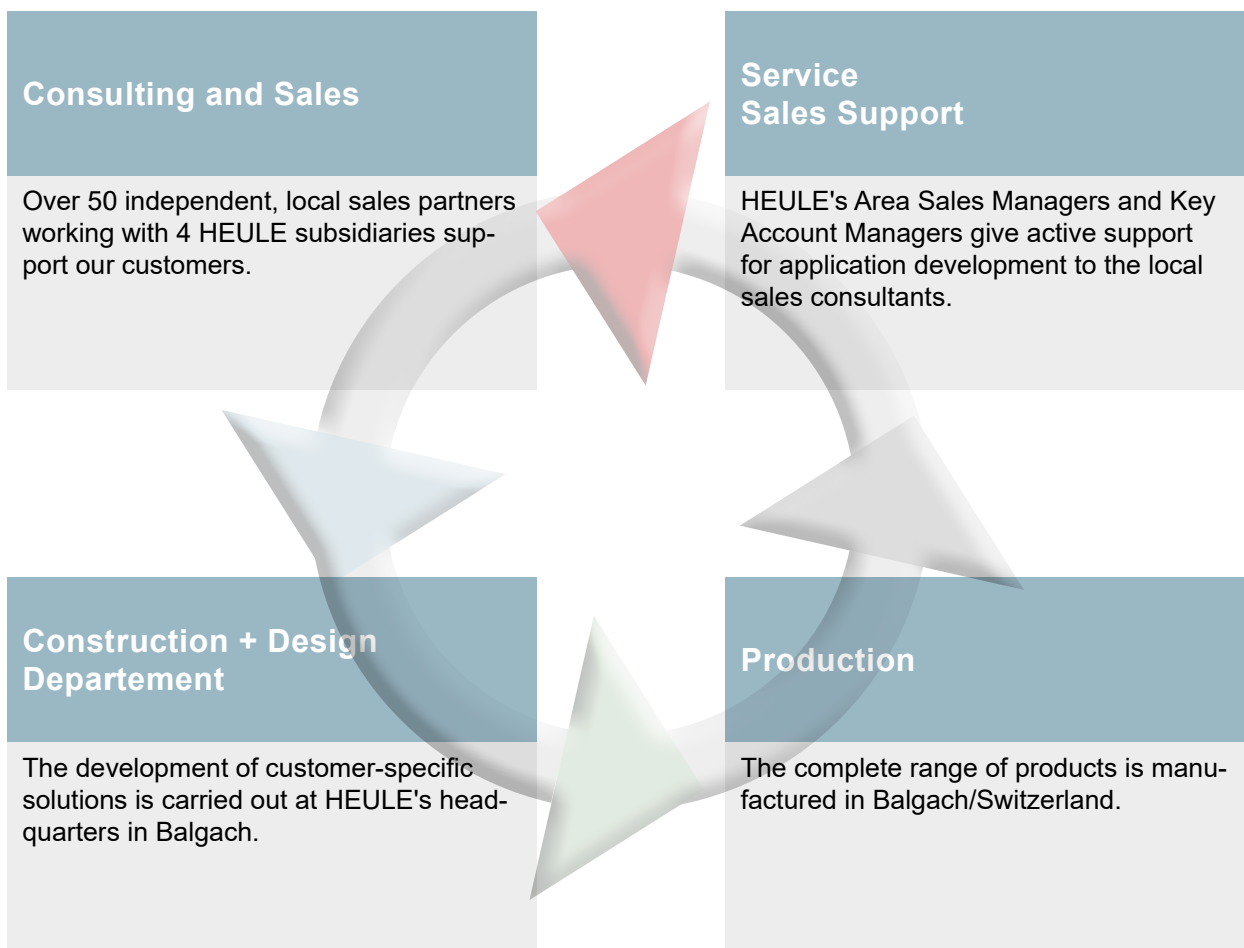 Consulting and Sales
Over 50 independent, local sales partners
working with 4 HEULE subsidiaries sup-
port our customers.
Service
Sales Support
HEULE's Area Sales Managers and Key
Account Managers give active support
for application development to the local
sales consultants.
Construction + Design
Departement
The development of customer-specific
solutions is carried out at HEULE's head-
quarters in Balgach.
Production
The complete range of products is manu-
factured in Balgach/Switzerland.